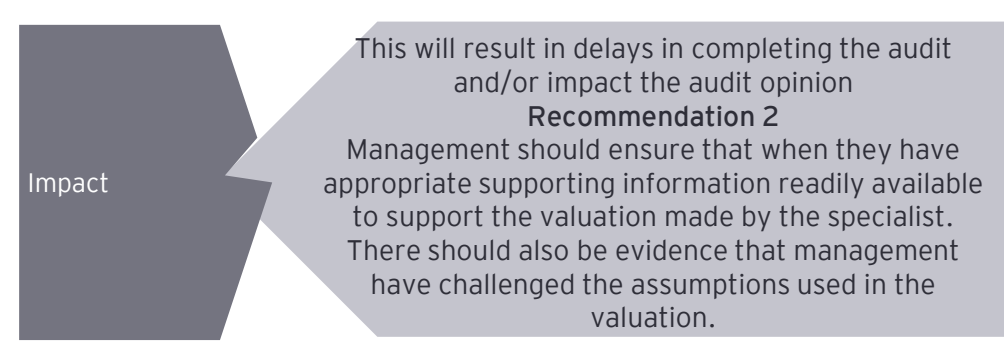 Impact
This will result in delays in completing the audit
and/or impact the audit opinion
Recommendation 2
Management should ensure that when they have
appropriate supporting information readily available
to support the valuation made by the specialist.
There should also be evidence that management
have challenged the assumptions used in the
valuation.